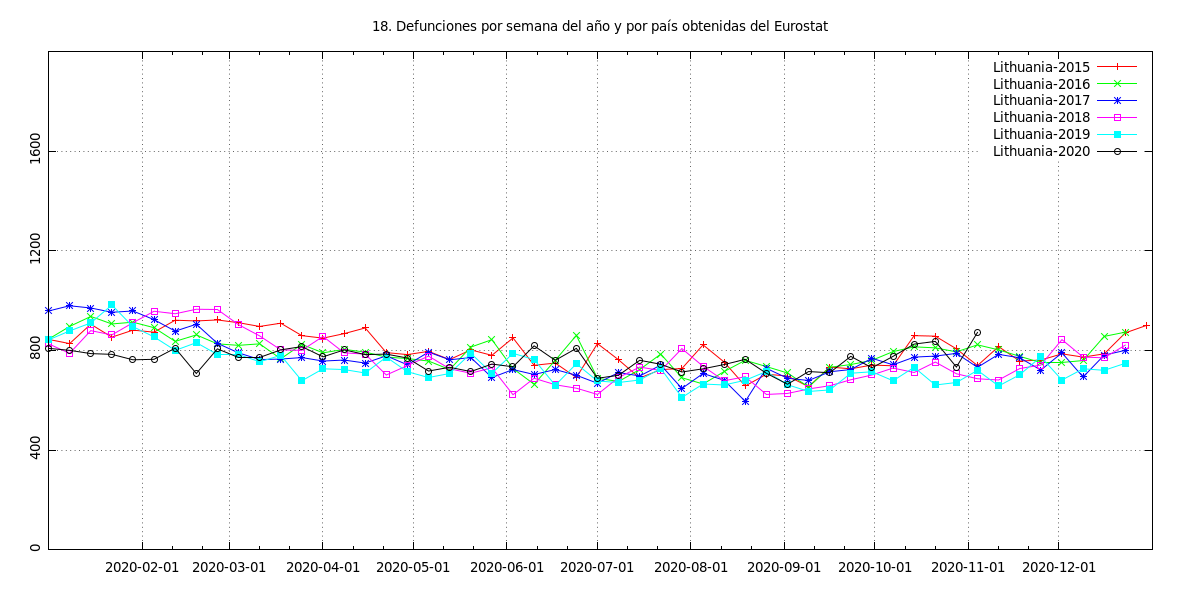 18. Defunciones por semana del año y por país obtenidas del Eurostat
Lithuania-2015
Lithuania-2016
Lithuania-2017
Lithuania-2018
Lithuania-2019
Lithuania-2020
1600
1200
800
400
0
2020-02-01 2020-03-01 2020-04-01 2020-05-01 2020-06-01 2020-07-01 2020-08-01 2020-09-01 2020-10-01 2020-11-01 2020-12-01